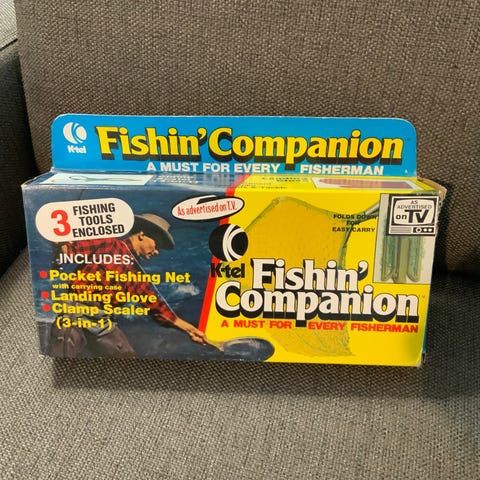 K-tel
Fishin' Companion
A MUST FOR EVERY FISHERMAN
3 FISHING
TOOLS
ENCLOSED
As advertised on T.V.
AS
ADVERTISED
on TV
FOLDS DOWN
FOR
EASY CARRY
INCLUDES:
Pocket Fishing Net
with carrying case
Landing Glove
Clamp Scaler
(3-in-1)
K-tel
Fishin'
Companion
A MUST FOR EVERY FISHERMAN